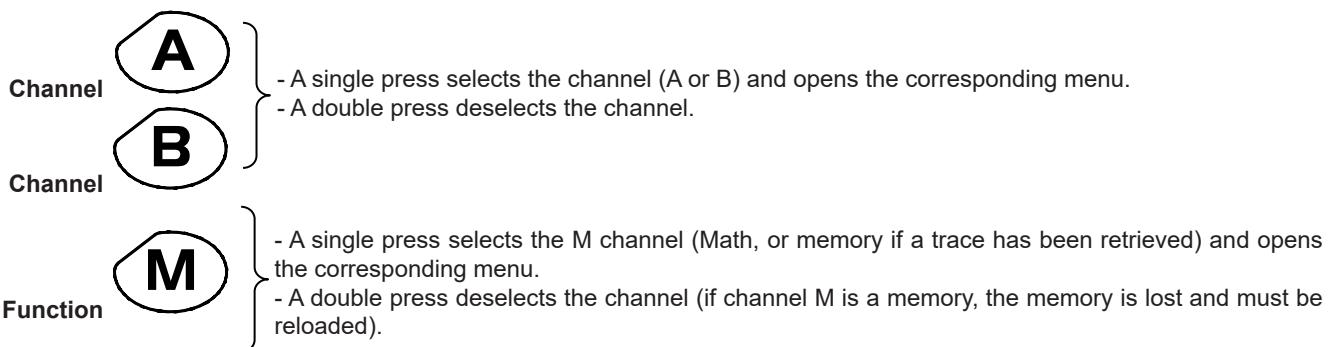 A
Channel
- A single press selects the channel (A or B) and opens the corresponding menu.
- A double press deselects the channel.
B
Channel
- A single press selects the M channel (Math, or memory if a trace has been retrieved) and opens
the corresponding menu.
M
- A double press deselects the channel (if channel M is a memory, the memory is lost and must be
Function
reloaded).